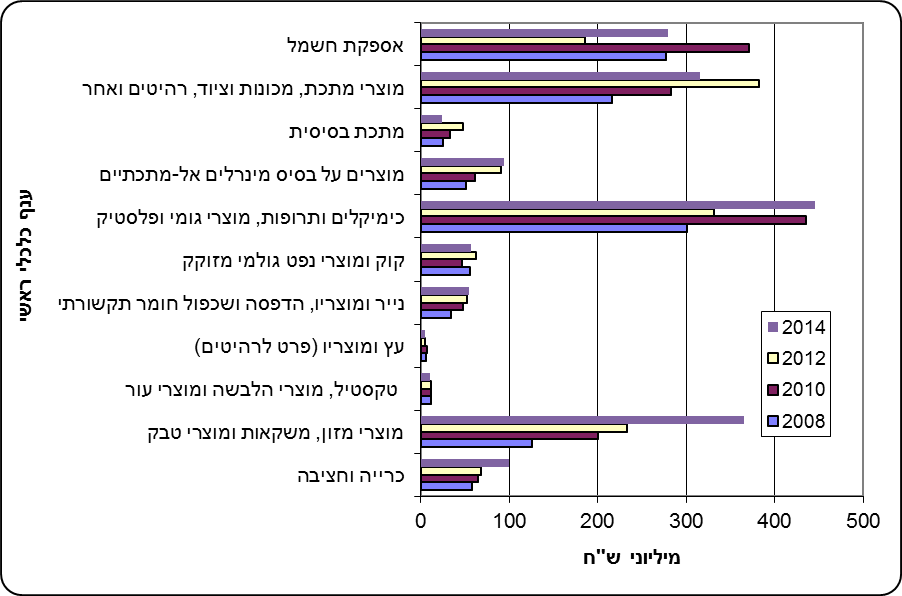 ענף כלכלי ראשי
אספקת חשמל
מוצרי מתכת, מכונות וציוד, רהיטים ואחר
מתכת בסיסית
מוצרים על בסיס מינרלים אל-מתכתיים
כימיקלים ותרופות, מוצרי גומי ופלסטיק
קוק ומוצרי נפט גולמי מזוקק
נייר ומוצריו, הדפסה ושכפול חומר תקשורתי
עץ ומוצריו (פרט לרהיטים)
טקסטיל, מוצרי הלבשה ומוצרי עור
מוצרי מזון, משקאות ומוצרי טבק
כרייה וחציבה
2014
2012
2010
2008
0 100 200 300 400 500
מיליוני ש"ח